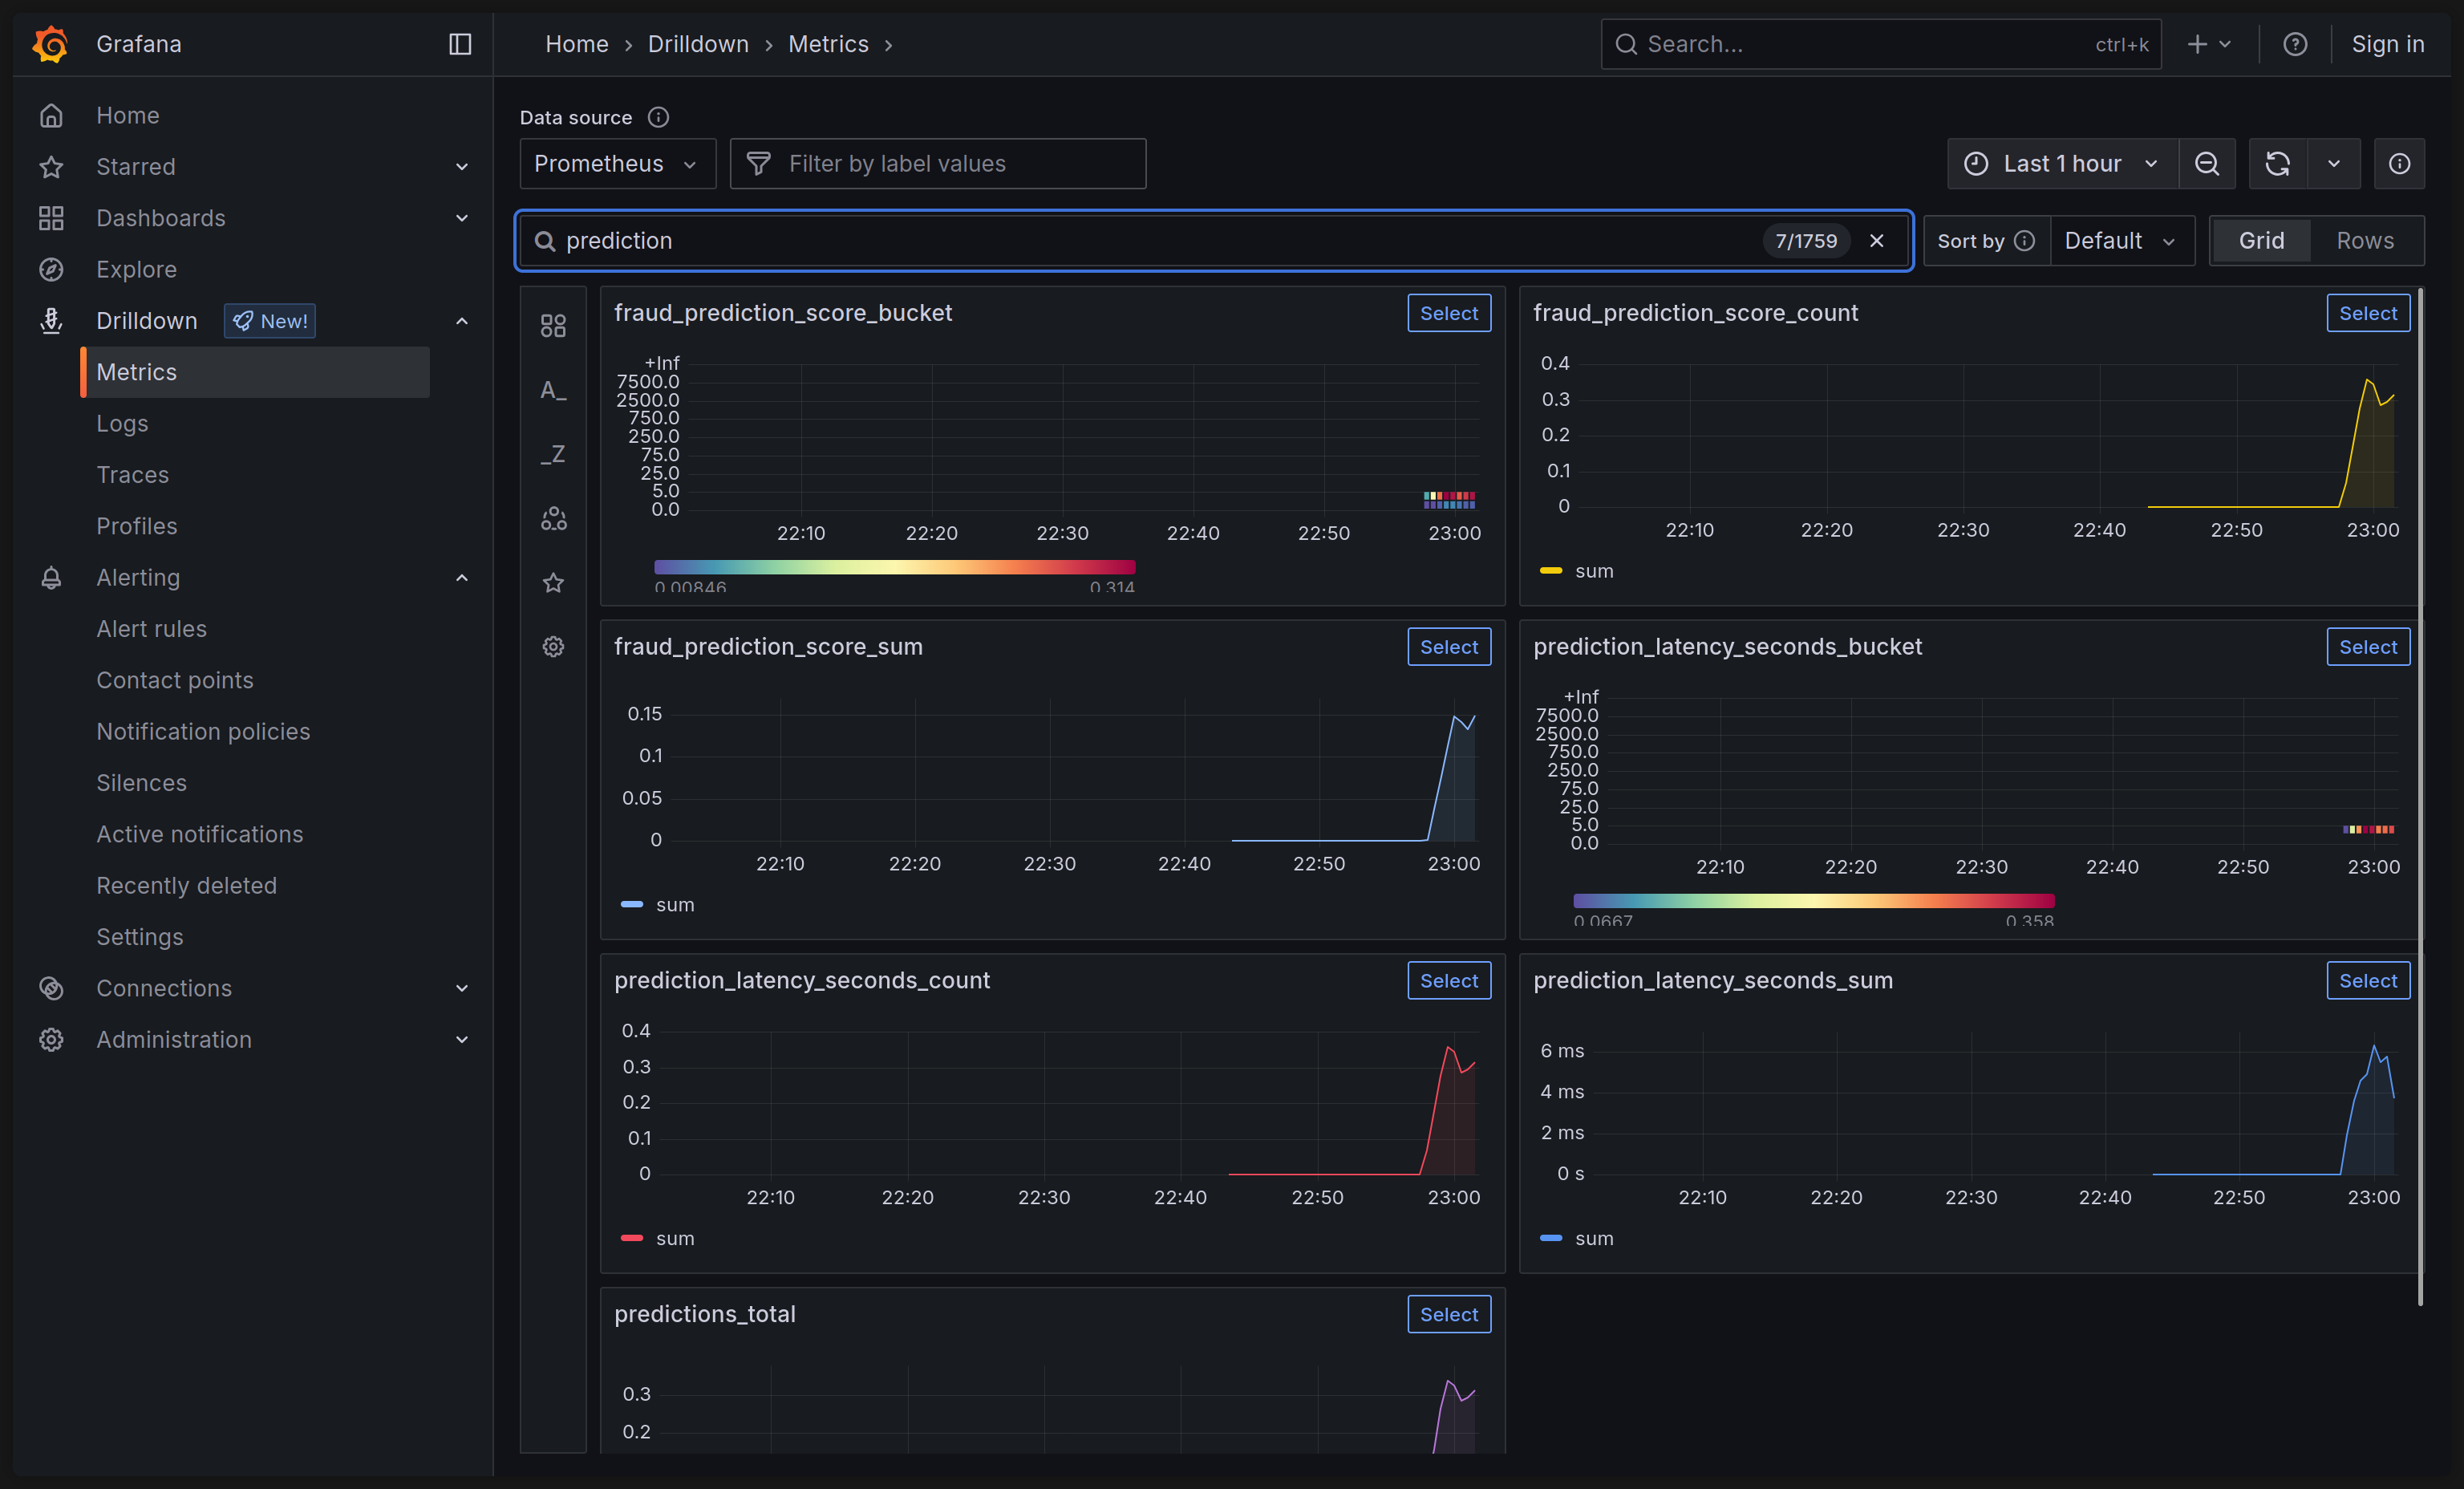 Grafana
Home › Drilldown › Metrics ›
Search...
ctrl+k
Sign in
Home
Starred
Dashboards
Explore
Drilldown
New!
Metrics
Logs
Traces
Profiles
Alerting
Alert rules
Contact points
Notification policies
Silences
Active notifications
Recently deleted
Settings
Connections
Administration
Data source
Prometheus
Filter by label values
Last 1 hour
prediction
7/1759
Sort by
Default
Grid
Rows
A_
_Z
fraud_prediction_score_bucket
Select
+Inf
7500.0
2500.0
750.0
250.0
75.0
25.0
5.0
0.0
22:10 22:20 22:30 22:40 22:50 23:00
0.00846 0.314
fraud_prediction_score_count
Select
0.4
0.3
0.2
0.1
0
22:10 22:20 22:30 22:40 22:50 23:00
sum
fraud_prediction_score_sum
Select
0.15
0.1
0.05
0
22:10 22:20 22:30 22:40 22:50 23:00
sum
prediction_latency_seconds_bucket
Select
+Inf
7500.0
2500.0
750.0
250.0
75.0
25.0
5.0
0.0
22:10 22:20 22:30 22:40 22:50 23:00
0.0667 0.358
prediction_latency_seconds_count
Select
0.4
0.3
0.2
0.1
0
22:10 22:20 22:30 22:40 22:50 23:00
sum
prediction_latency_seconds_sum
Select
6 ms
4 ms
2 ms
0 s
22:10 22:20 22:30 22:40 22:50 23:00
sum
predictions_total
Select
0.3
0.2